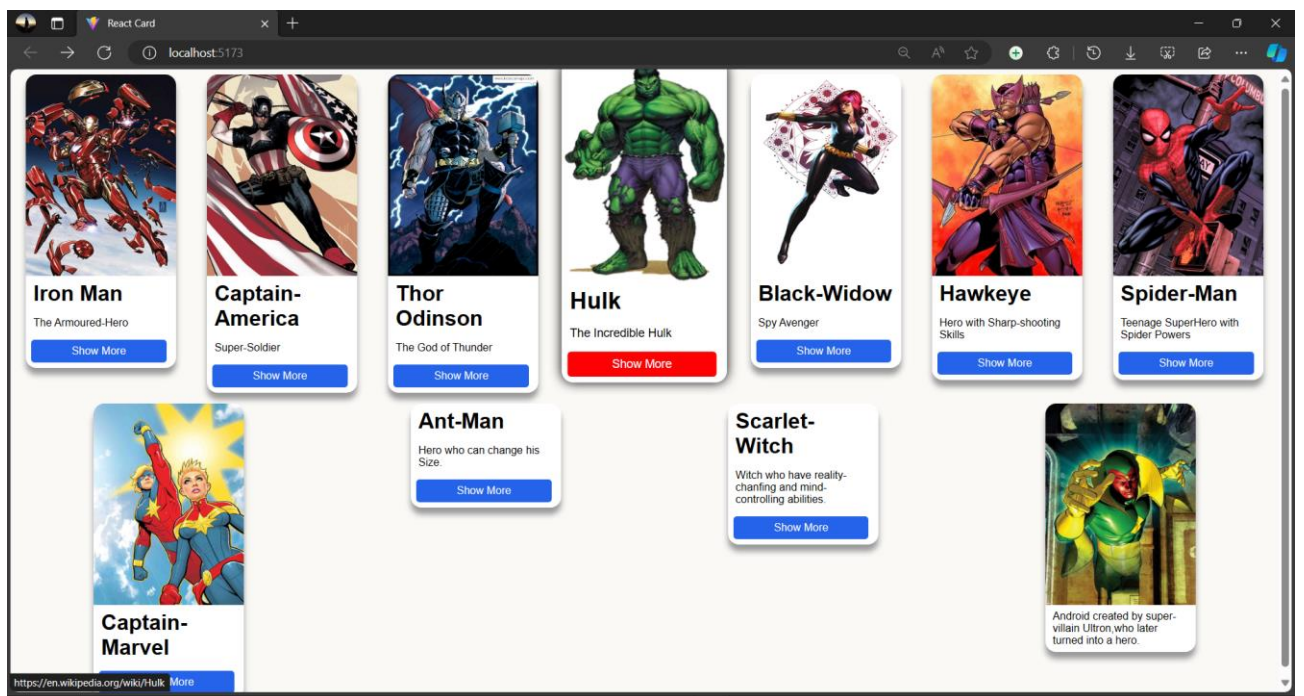 React Card
localhost:5173
Iron Man
The Armoured-Hero
Show More
Captain-
America
Super-Soldier
Show More
Thor
Odinson
The God of Thunder
Show More
Hulk
The Incredible Hulk
Show More
Black-Widow
Spy Avenger
Show More
Hawkeye
Hero with Sharp-shooting
Skills
Show More
Spider-Man
Teenage SuperHero with
Spider Powers
Show More
Captain-
Marvel
More
Ant-Man
Hero who can change his
Size.
Show More
Scarlet-
Witch
Witch who have reality-
chanfing and mind-
controlling abilities.
Show More
Android created by super-
villain Ultron,who later
turned into a hero.
https://en.wikipedia.org/wiki/Hulk